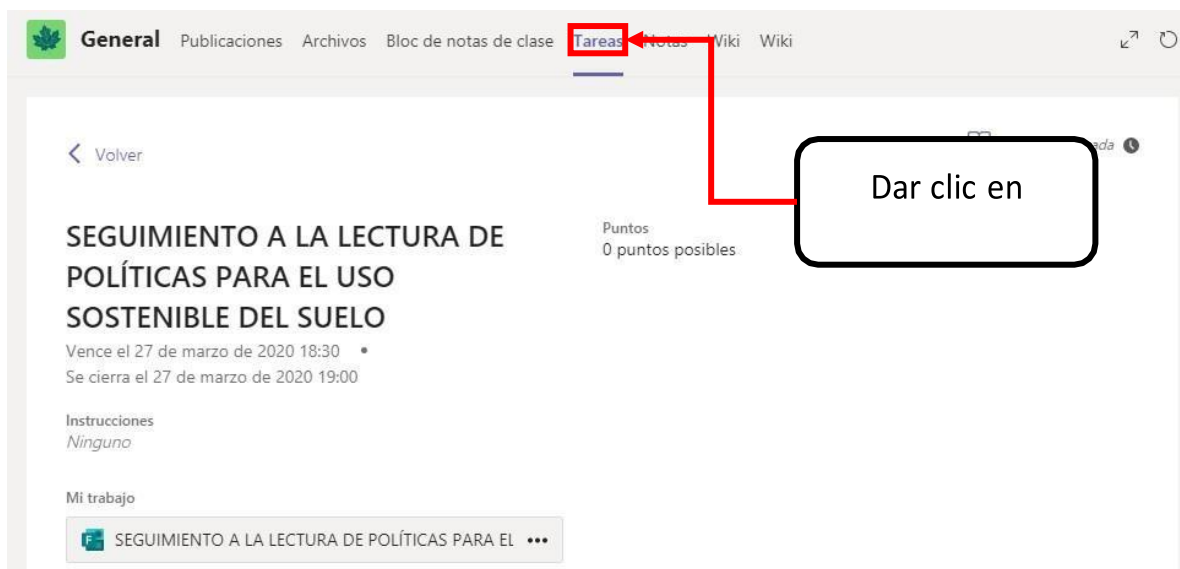 General Publicaciones Archivos Bloc de notas de clase Tareas Notas Wiki Wiki
Volver
Dar clic en
SEGUIMIENTO A LA LECTURA DE
POLÍTICAS PARA EL USO
SOSTENIBLE DEL SUELO
Puntos
0 puntos posibles
Vence el 27 de marzo de 2020 18:30 •
Se cierra el 27 de marzo de 2020 19:00
Instrucciones
Ninguno
Mi trabajo
SEGUIMIENTO A LA LECTURA DE POLÍTICAS PARA EL •••